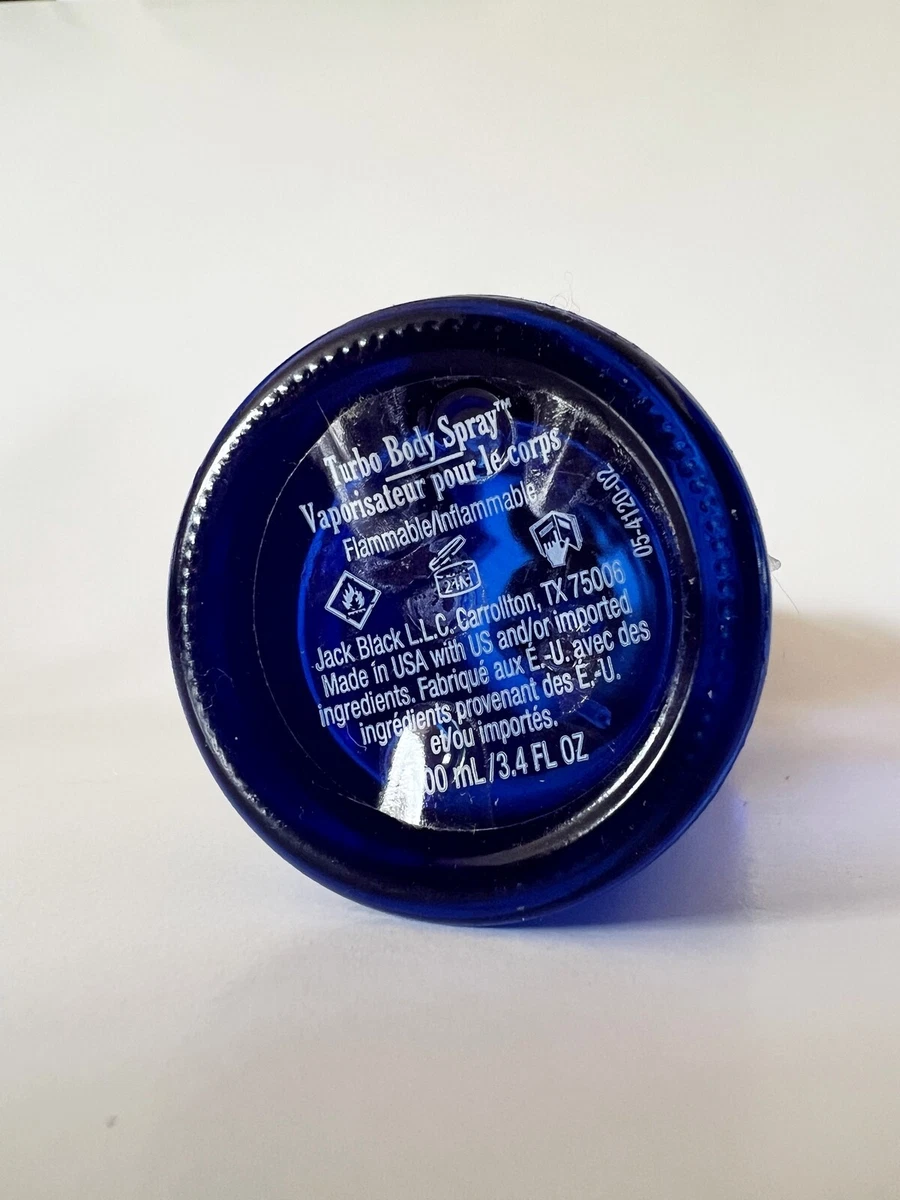 Turbo Body Spray™
Vaporisateur pour le corps
Flammable/Inflammable
05-4120-02
Jack Black L.L.C. Carrollton, TX 75006
Made in USA with US and/or imported
ingredients. Fabriqué aux É.-U. avec des
ingrédients provenant des É.-U.
et/ou importés.
00 mL/3.4 FL OZ